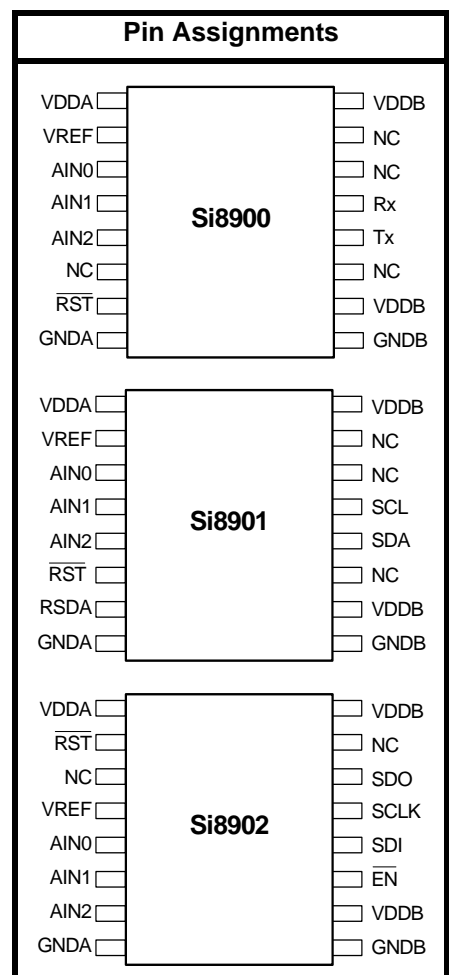 Pin Assignments
VDDA VDDB
VREF NC
AIN0 NC
AIN1 Rx
Si8900
AIN2 Tx
NC NC
RST VDDB
GNDA GNDB
VDDA VDDB
VREF NC
AIN0 NC
AIN1 SCL
Si8901
AIN2 SDA
RST NC
RSDA VDDB
GNDA GNDB
VDDA VDDB
RST NC
NC SDO
VREF SCLK
Si8902
AIN0 SDI
AIN1 EN
AIN2 VDDB
GNDA GNDB